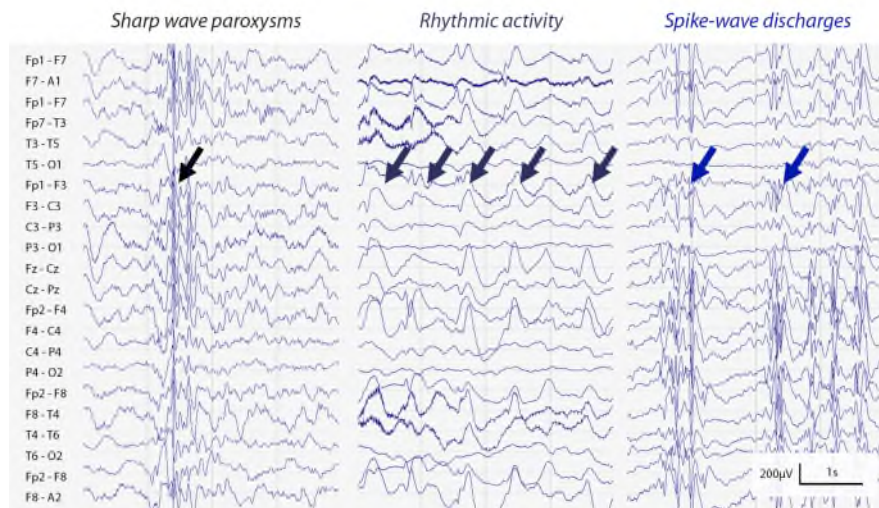 Sharp wave paroxysms
Rhythmic activity
Spike-wave discharges
Fp1 - F7
F7 - A1
Fp1 - F7
Fp7 - T3
T3 - T5
T5 - O1
Fp1 - F3
F3 - C3
C3 - P3
P3 - O1
Fz - Cz
Cz - Pz
Fp2 - F4
F4 - C4
C4 - P4
P4 - O2
Fp2 - F8
F8 - T4
T4 - T6
T6 - O2
Fp2 - F8
F8 - A2
200µV
1s